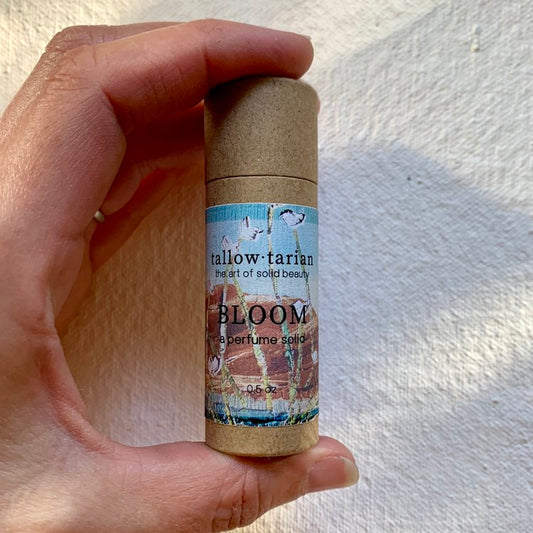 tallow·tarian
the art of solid beauty
BLOOM
a perfume solid
0.5 oz